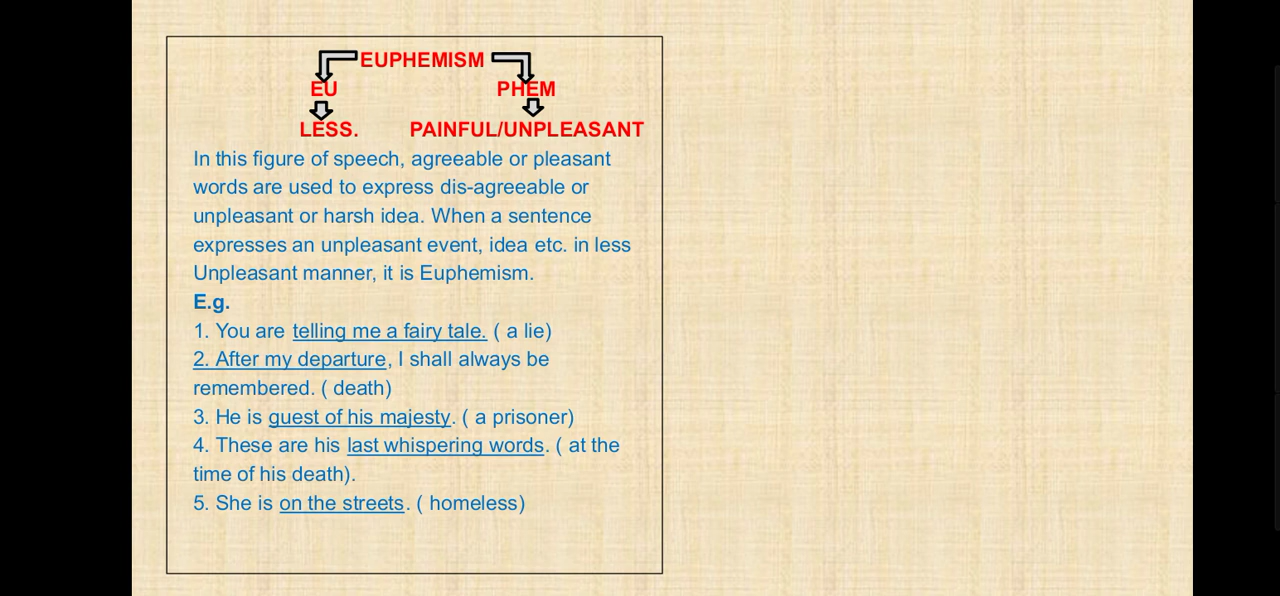 EUPHEMISM
EU PHEM
LESS. PAINFUL/UNPLEASANT
In this figure of speech, agreeable or pleasant
words are used to express dis-agreeable or
unpleasant or harsh idea. When a sentence
expresses an unpleasant event, idea etc. in less
Unpleasant manner, it is Euphemism.
E.g.
1. You are telling me a fairy tale. ( a lie)
2. After my departure, I shall always be
remembered. ( death)
3. He is guest of his majesty. ( a prisoner)
4. These are his last whispering words. ( at the
time of his death).
5. She is on the streets. ( homeless)